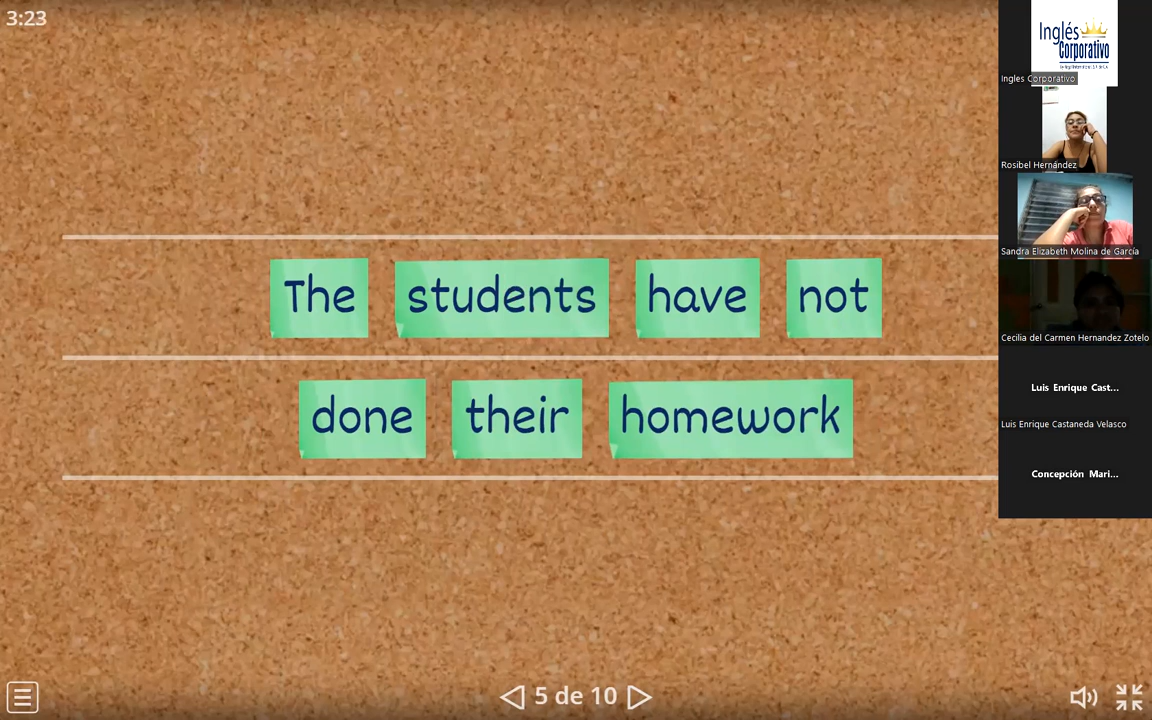 3:23
The students have not
done their homework
5 de 10
Inglés
Corporativo
Ingles Corporativo
Rosibel Hernández
Sandra Elizabeth Molina de García
Cecilia del Carmen Hernandez Zotelo
Luis Enrique Cast...
Luis Enrique Castaneda Velasco
Concepción Mari...